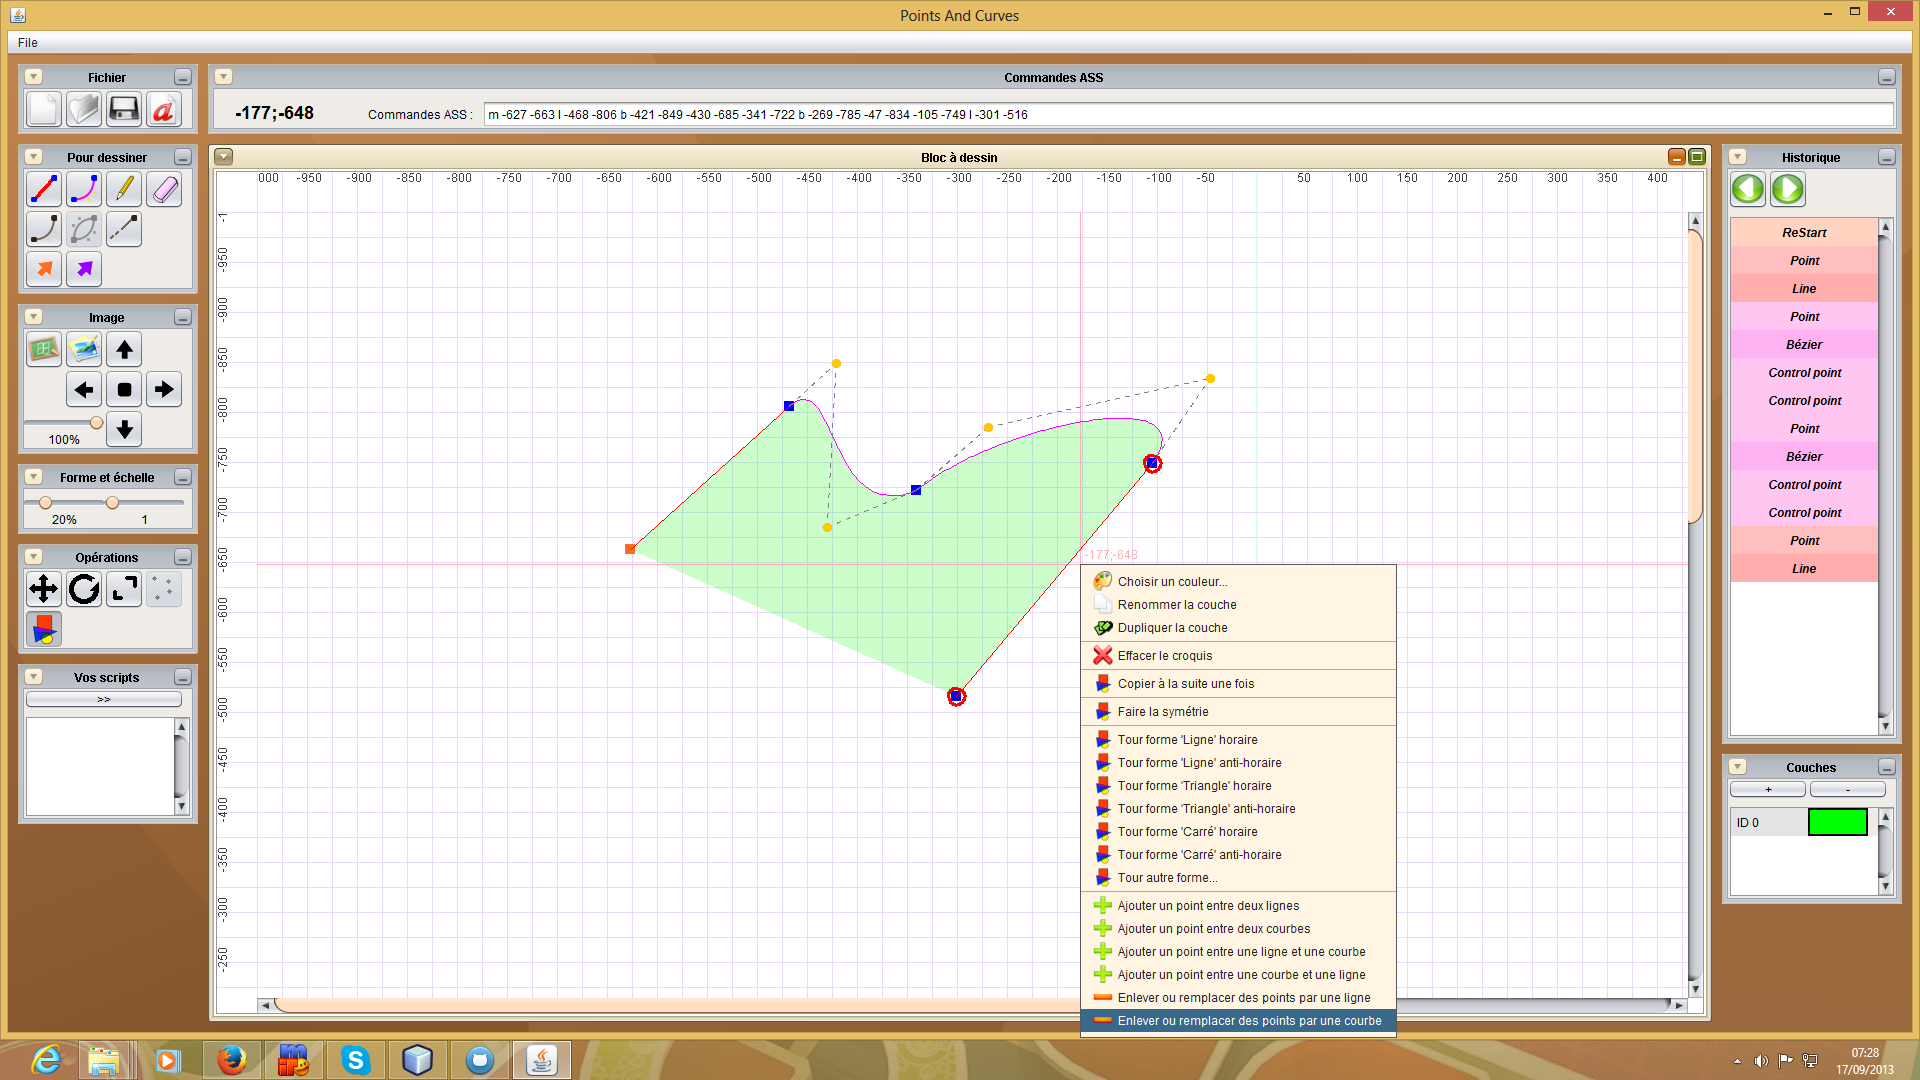 Points And Curves
File
Fichier
Commandes ASS
-177;-648
Commandes ASS :
m -627 -663 l -468 -806 b -421 -849 -430 -685 -341 -722 b -269 -785 -47 -834 -105 -749 l -301 -516
Pour dessiner
Bloc à dessin
000 -950 -900 -850 -800 -750 -700 -650 -600 -550 -500 -450 -400 -350 -300 -250 -200 -150 -100 -50 50 100 150 200 250 300 350 400
-1
-950
-900
-850
-800
-750
-700
-650
-600
-550
-500
-450
-400
-350
-300
-250
-177;-648
Image
100%
Forme et échelle
20% 1
Opérations
Vos scripts
>>
Choisir un couleur...
Renommer la couche
Dupliquer la couche
Effacer le croquis
Copier à la suite une fois
Faire la symétrie
Tour forme 'Ligne' horaire
Tour forme 'Ligne' anti-horaire
Tour forme 'Triangle' horaire
Tour forme 'Triangle' anti-horaire
Tour forme 'Carré' horaire
Tour forme 'Carré' anti-horaire
Tour autre forme...
Ajouter un point entre deux lignes
Ajouter un point entre deux courbes
Ajouter un point entre une ligne et une courbe
Ajouter un point entre une courbe et une ligne
Enlever ou remplacer des points par une ligne
Enlever ou remplacer des points par une courbe
Historique
ReStart
Point
Line
Point
Bézier
Control point
Control point
Point
Bézier
Control point
Control point
Point
Line
Couches
+ -
ID 0
07:28
17/09/2013